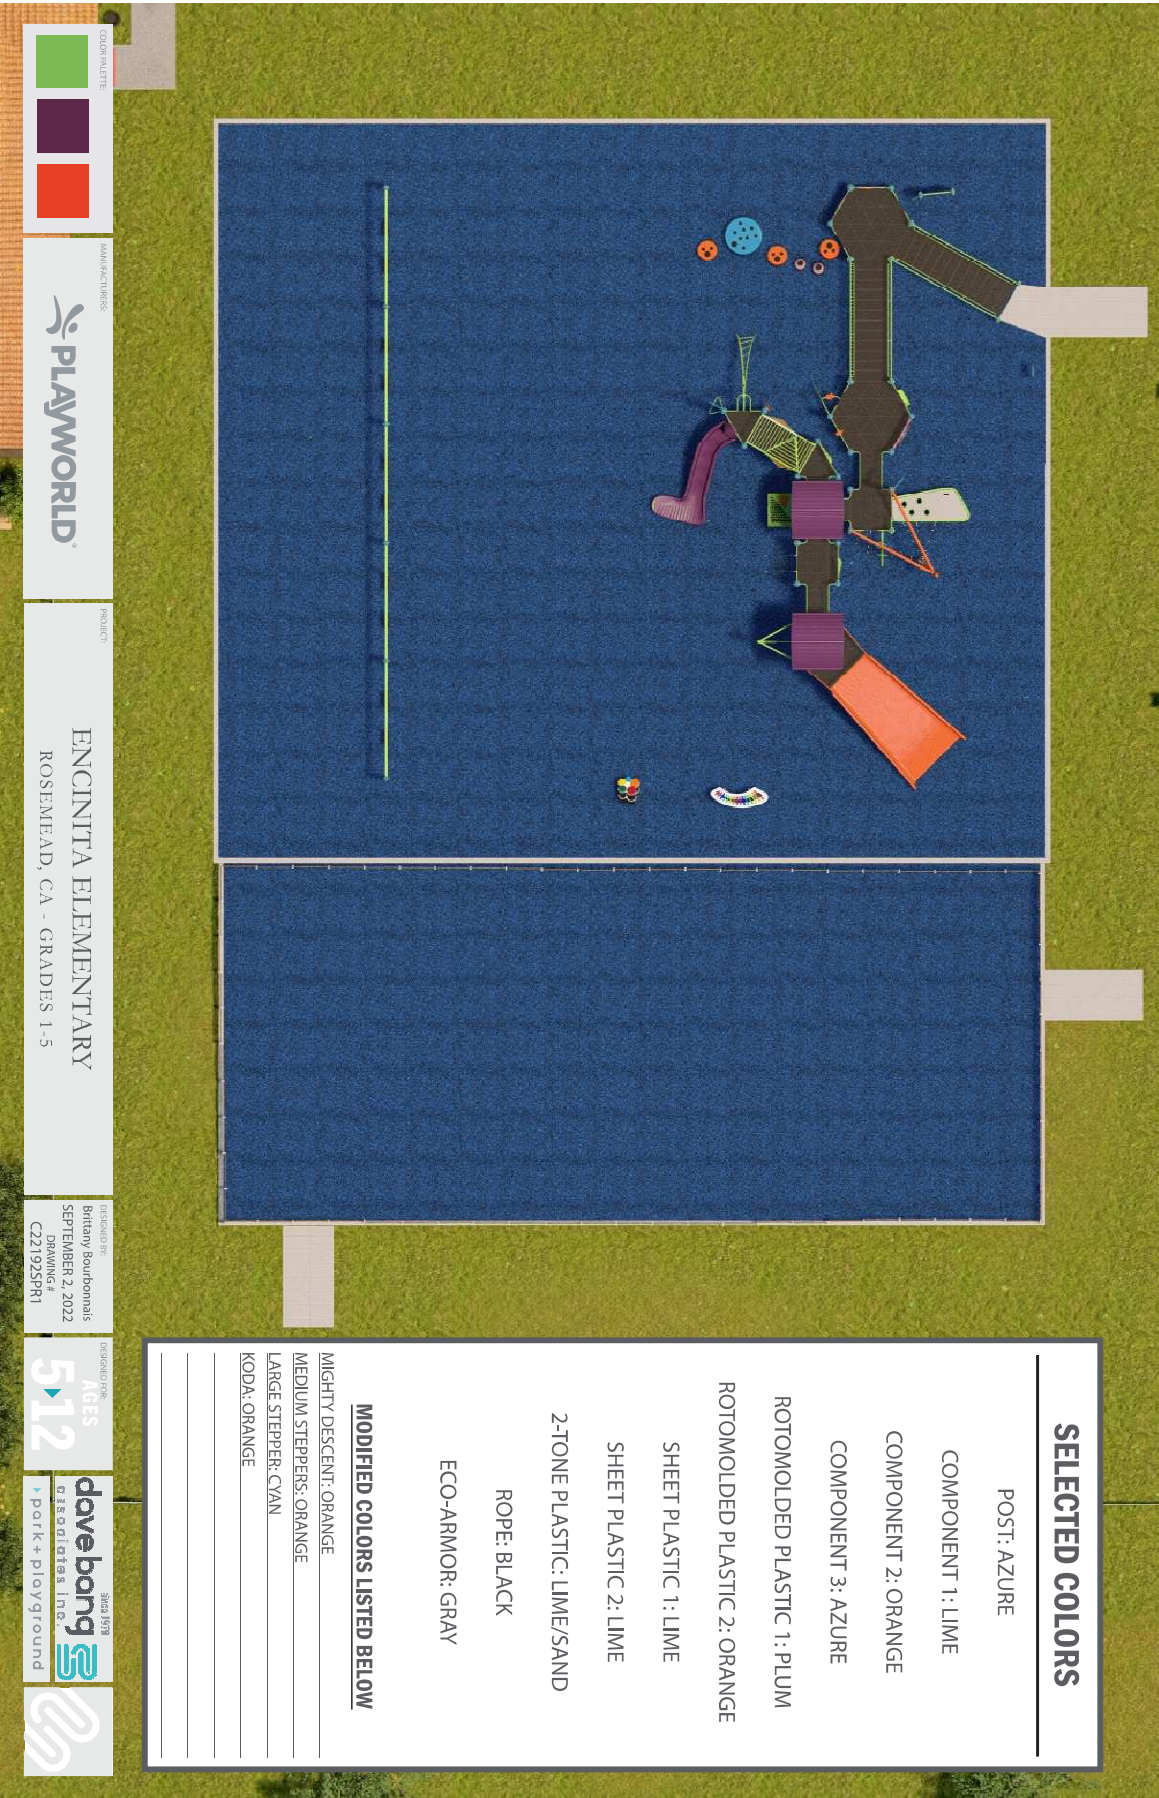 SELECTED COLORS
POST: AZURE
COMPONENT 1: LIME
COMPONENT 2: ORANGE
COMPONENT 3: AZURE
ROTOMOLDED PLASTIC 1: PLUM
ROTOMOLDED PLASTIC 2: ORANGE
SHEET PLASTIC 1: LIME
SHEET PLASTIC 2: LIME
2-TONE PLASTIC: LIME/SAND
ROPE: BLACK
ECO-ARMOR: GRAY
MODIFIED COLORS LISTED BELOW
MIGHTY DESCENT: ORANGE
MEDIUM STEPPERS: ORANGE
LARGE STEPPER: CYAN
KODA: ORANGE
COLOR PALETTE:
MANUFACTURERS:
PLAYWORLD®
PROJECT:
ENCINITA ELEMENTARY
ROSEMEAD, CA - GRADES 1-5
DESIGNED BY:
Brittany Bourbonnais
SEPTEMBER 2, 2022
DRAWING #
C22192SPR1
DESIGNED FOR:
AGES
5 12
since 1979
dave bang
associates inc.
park+playground